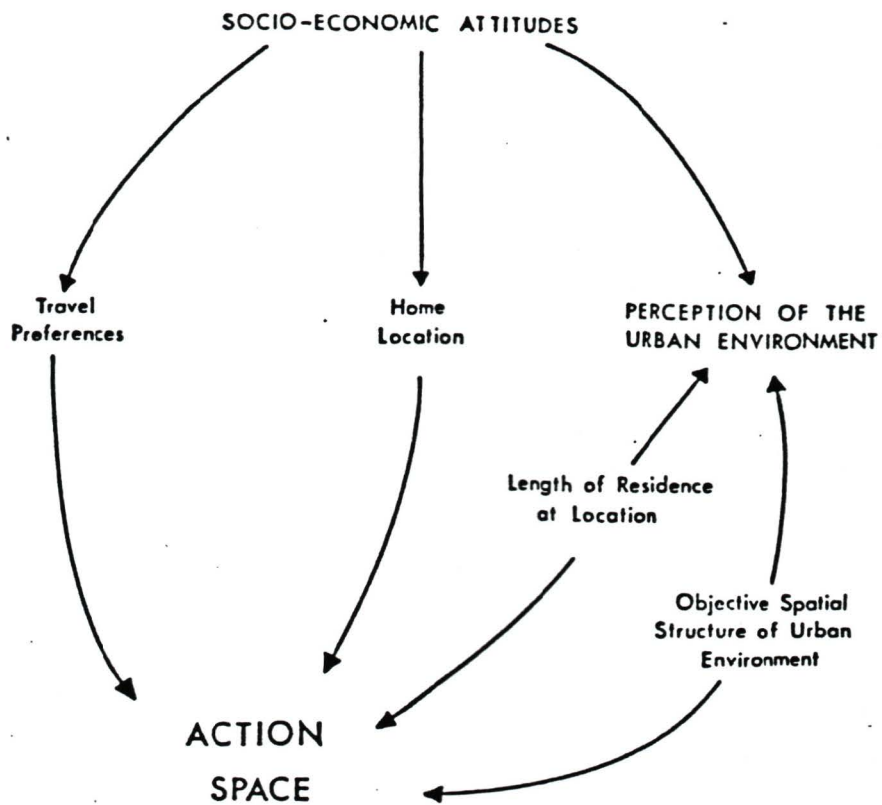 SOCIO-ECONOMIC ATTITUDES
Travel
Preferences
Home
Location
PERCEPTION OF THE
URBAN ENVIRONMENT
Length of Residence
at Location
Objective Spatial
Structure of Urban
Environment
ACTION
SPACE